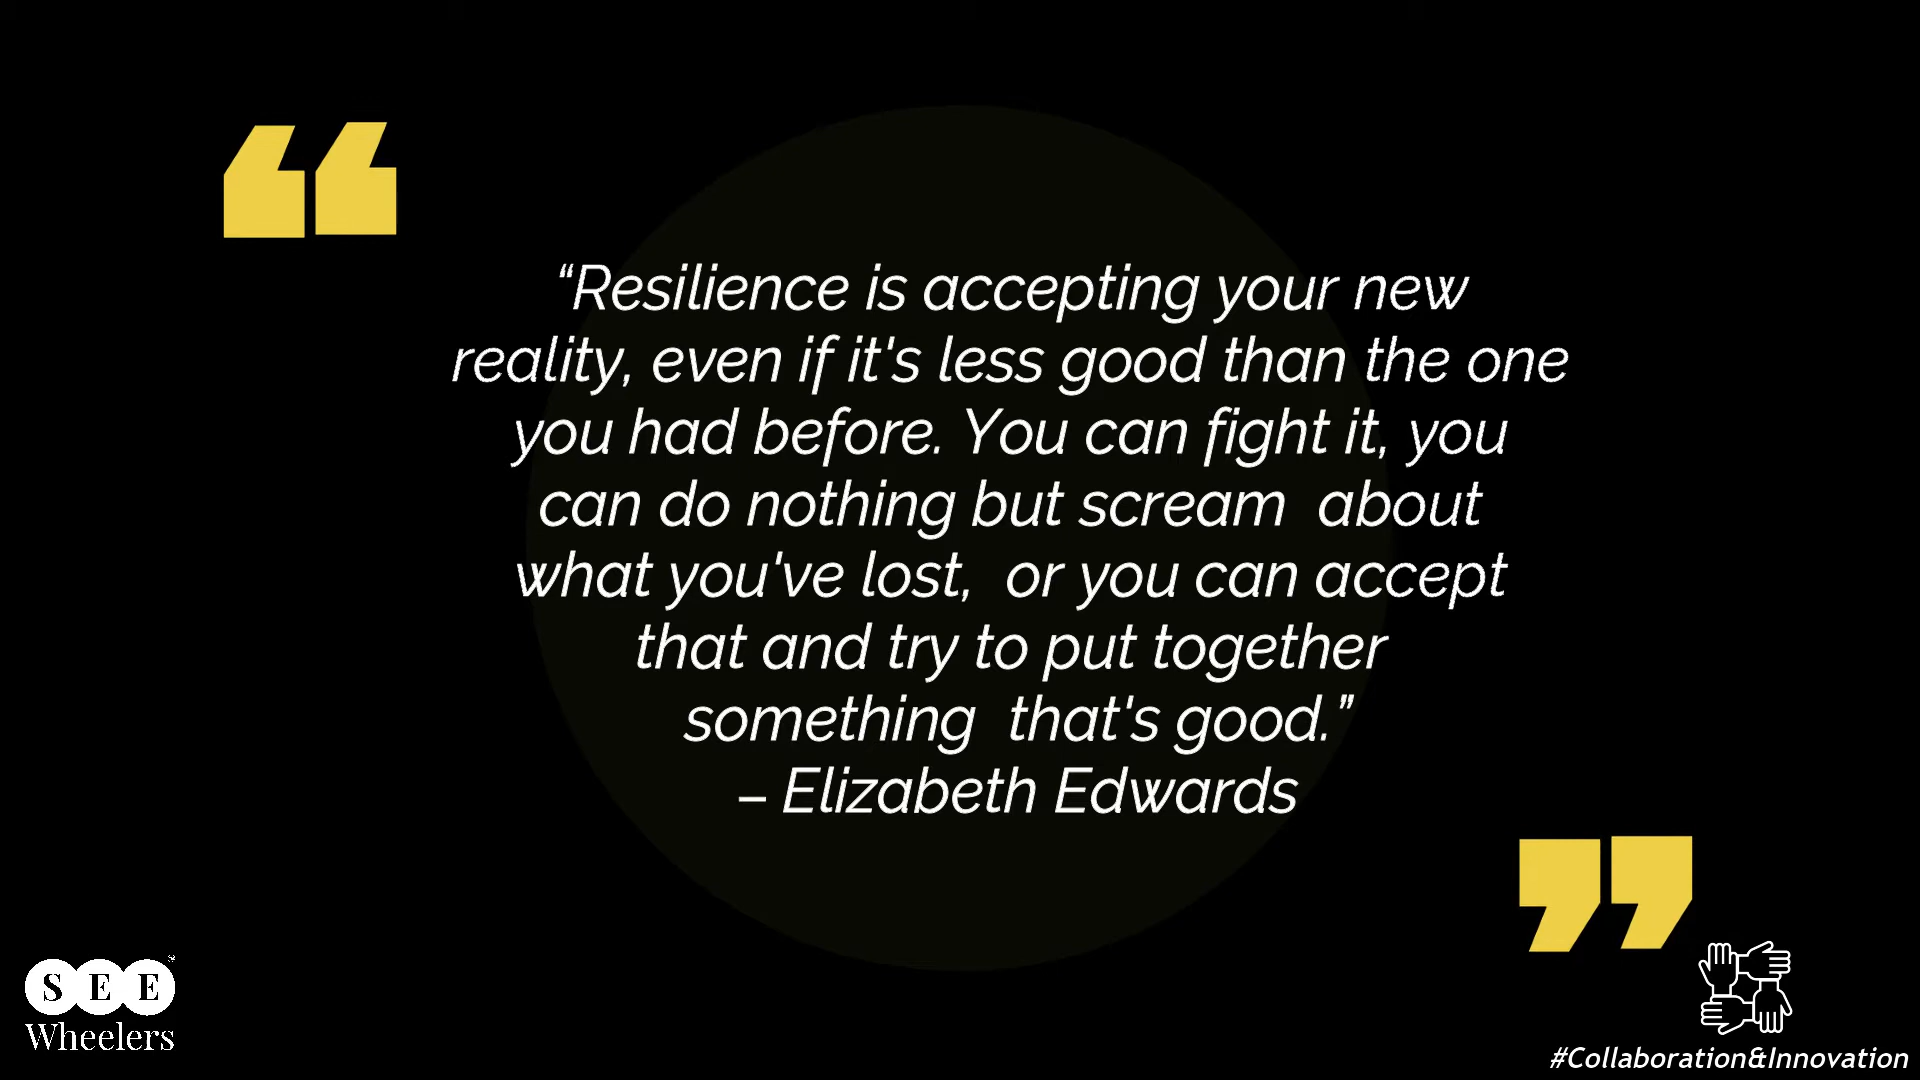 “Resilience is accepting your new
reality, even if it's less good than the one
you had before. You can fight it, you
can do nothing but scream  about
what you've lost,  or you can accept
that and try to put together
something  that's good.”
– Elizabeth Edwards
SEE
Wheelers
#Collaboration&Innovation